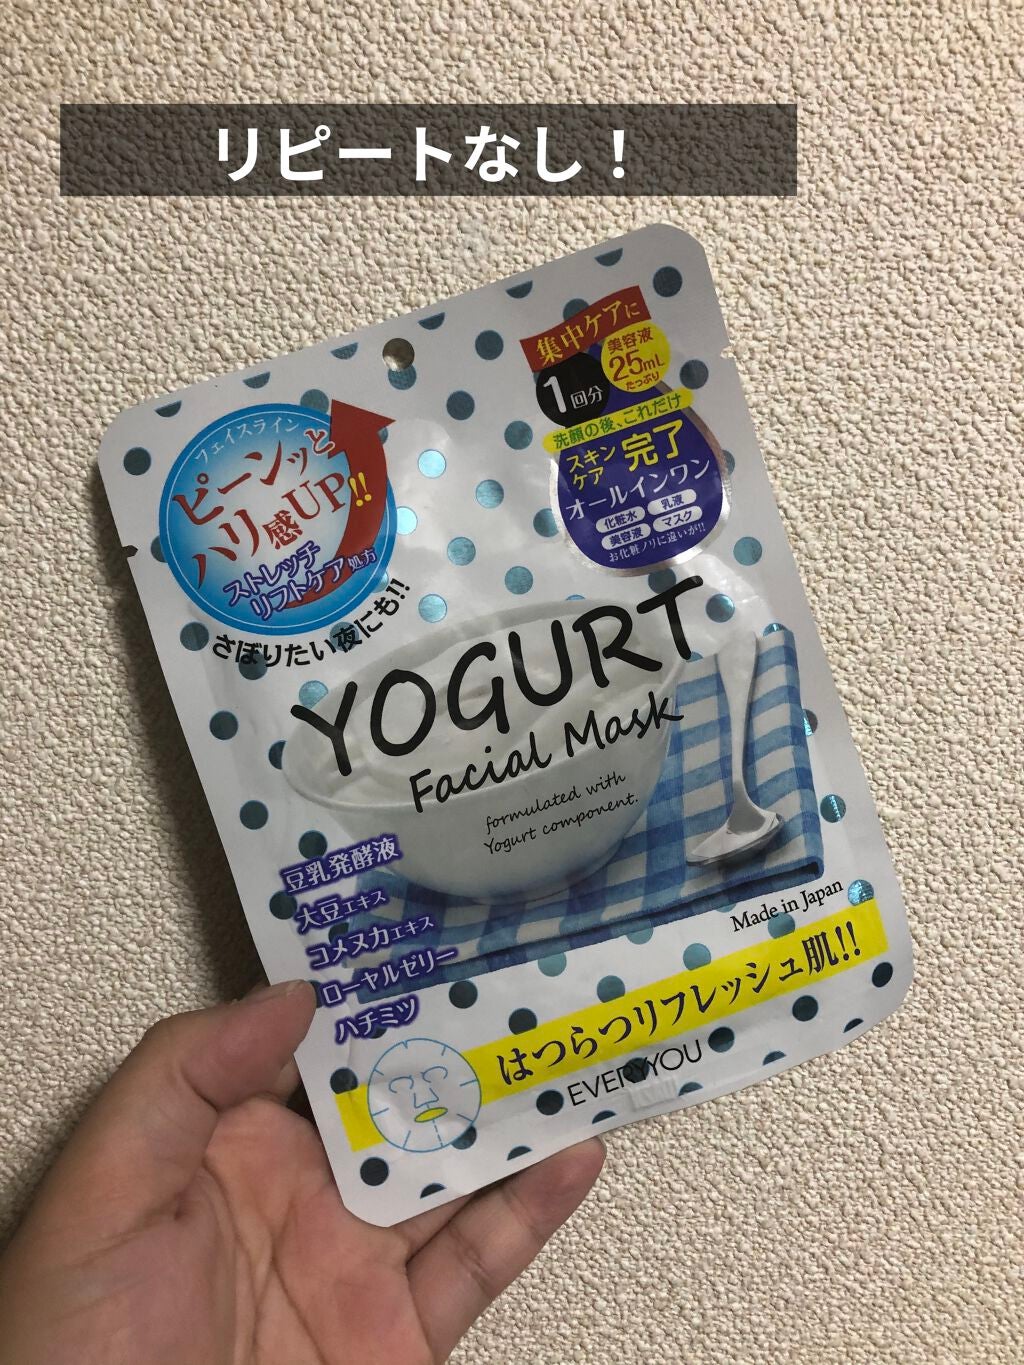 リピートなし！
集中ケアに
1回分
美容液
25mL
たっぷり
洗顔の後、これだけ
スキン
ケア 完了
オールインワン
化粧水 乳液
美容液 マスク
お化粧ノリに違いが!!
フェイスライン
ピーンッと
ハリ感UP!!
ストレッチ
リフトケア処方
さぼりたい夜にも!!
YOGURT
Facial Mask
formulated with
Yogurt component.
豆乳発酵液
大豆エキス
コメヌカエキス
ローヤルゼリー
ハチミツ
Made in Japan
はつらつリフレッシュ肌!!
EVERYYOU